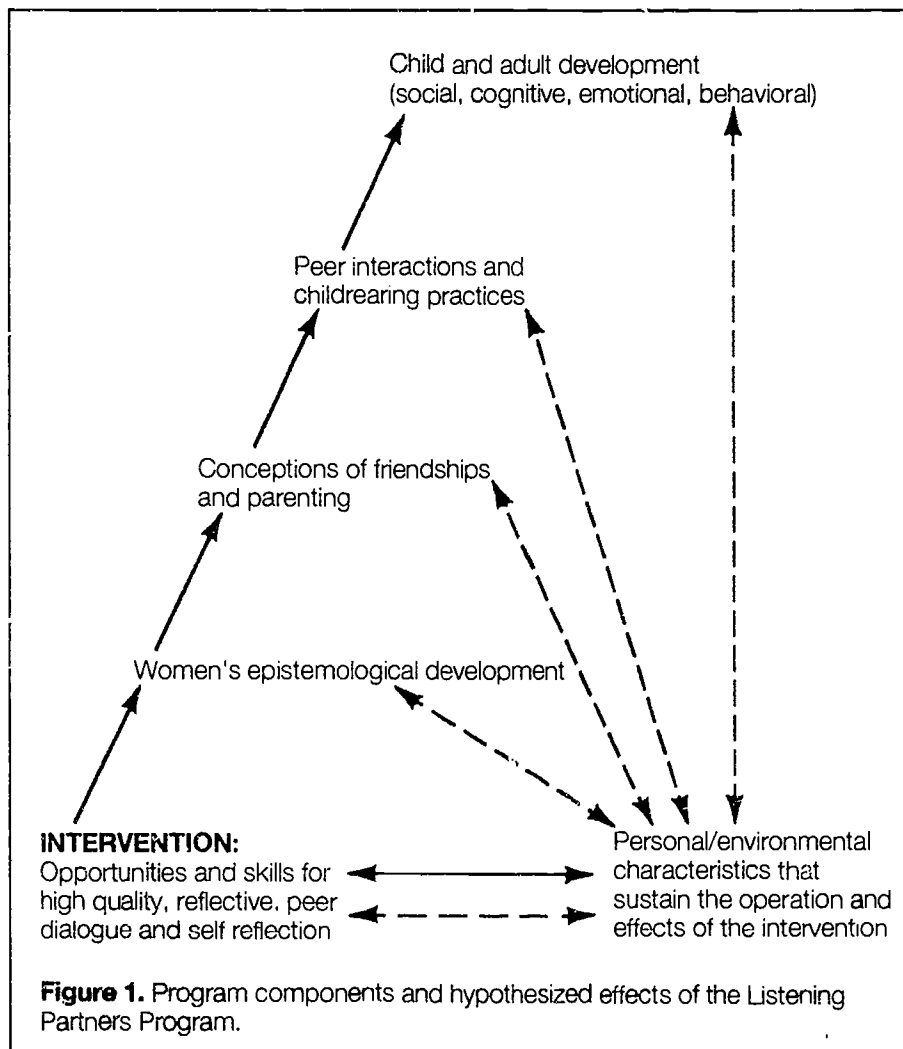 Child and adult development
(social, cognitive, emotional, behavioral)
Peer interactions and
childrearing practices
Conceptions of friendships
and parenting
Women's epistemological development
INTERVENTION:
Opportunities and skills for
high quality, reflective, peer
dialogue and self reflection
Personal/environmental
characteristics that
sustain the operation and
effects of the intervention
Figure 1. Program components and hypothesized effects of the Listening
Partners Program.